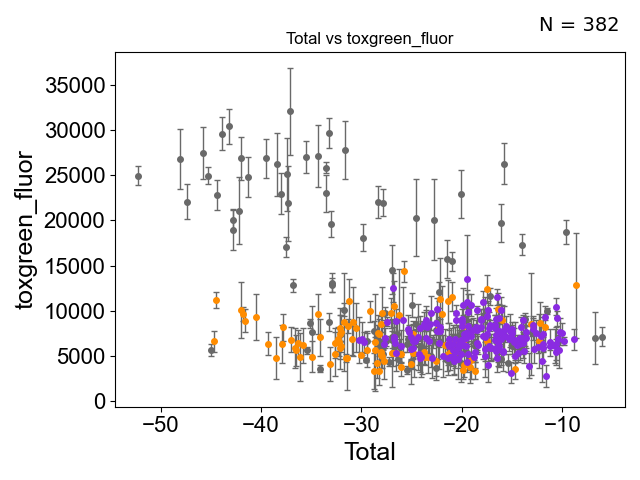 N = 382
Total vs toxgreen_fluor
toxgreen_fluor
35000
30000
25000
20000
15000
10000
5000
0
−50 −40 −30 −20 −10
Total